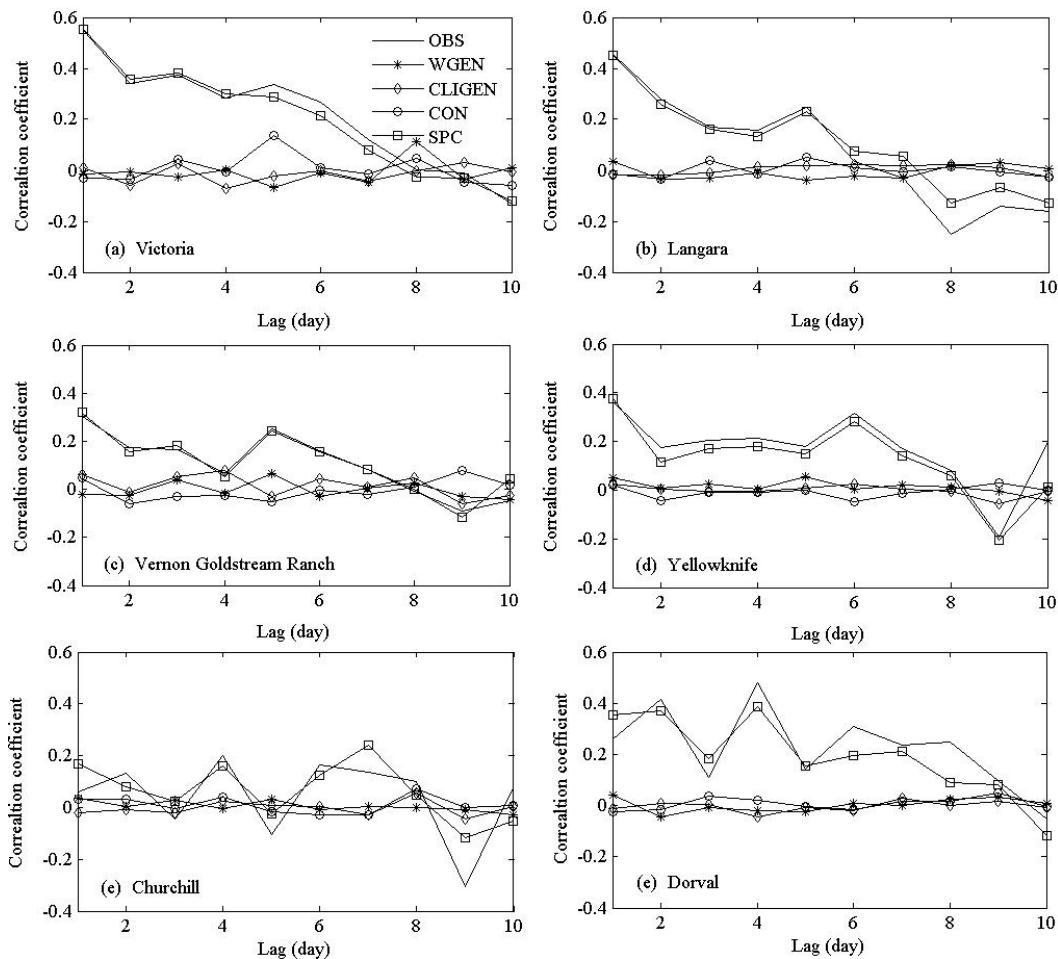 0.6
0.4
0.2
0
-0.2
-0.4
Correaltion coefficient
OBS
WGEN
CLIGEN
CON
SPC
(a) Victoria
2 4 6 8 10
Lag (day)
0.6
0.4
0.2
0
-0.2
-0.4
Correaltion coefficient
(b) Langara
2 4 6 8 10
Lag (day)
0.6
0.4
0.2
0
-0.2
-0.4
Correaltion coefficient
(c) Vernon Goldstream Ranch
2 4 6 8 10
Lag (day)
0.6
0.4
0.2
0
-0.2
-0.4
Correaltion coefficient
(d) Yellowknife
2 4 6 8 10
Lag (day)
0.6
0.4
0.2
0
-0.2
-0.4
Correaltion coefficient
(e) Churchill
2 4 6 8 10
Lag (day)
0.6
0.4
0.2
0
-0.2
-0.4
Correaltion coefficient
(e) Dorval
2 4 6 8 10
Lag (day)